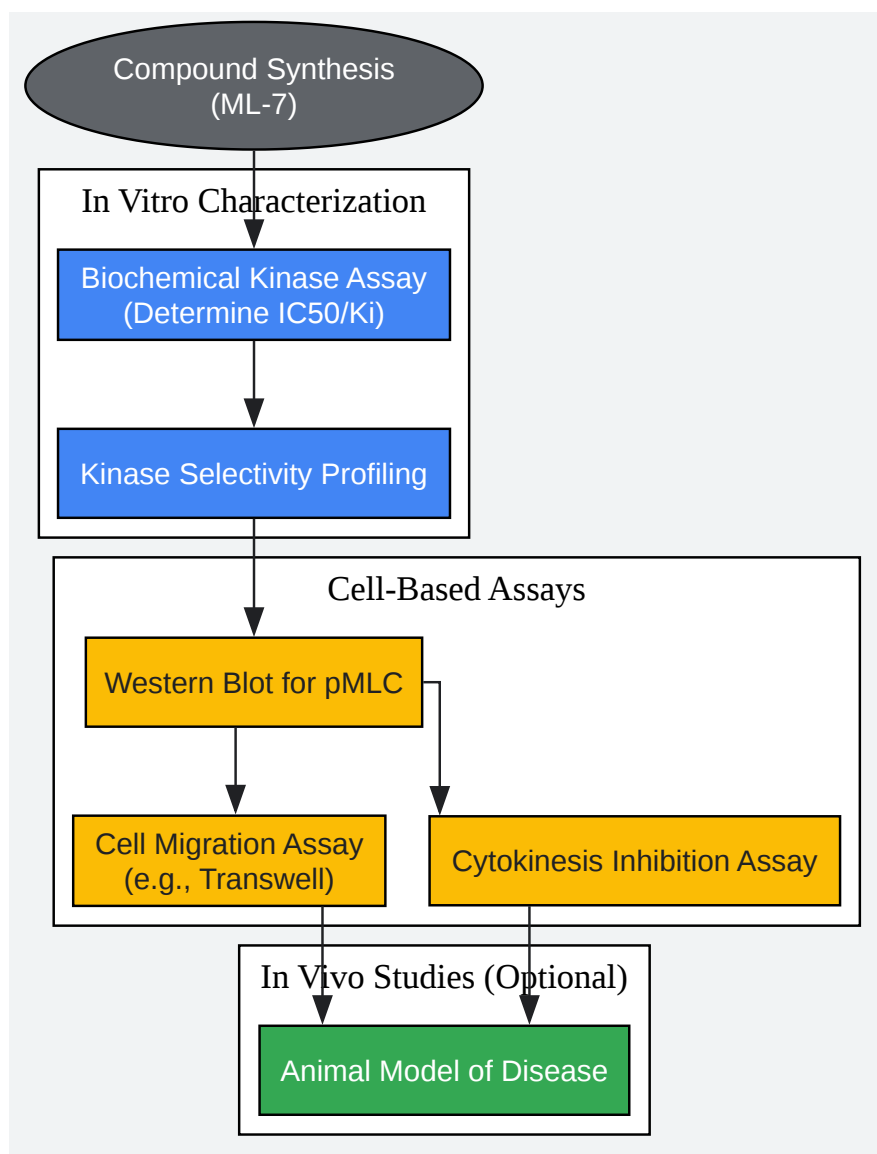 Compound Synthesis
(ML-7)
In Vitro Characterization
Biochemical Kinase Assay
(Determine IC50/Ki)
Kinase Selectivity Profiling
Cell-Based Assays
Western Blot for pMLC
Cell Migration Assay
(e.g., Transwell)
Cytokinesis Inhibition Assay
In Vivo Studies (Optional)
Animal Model of Disease